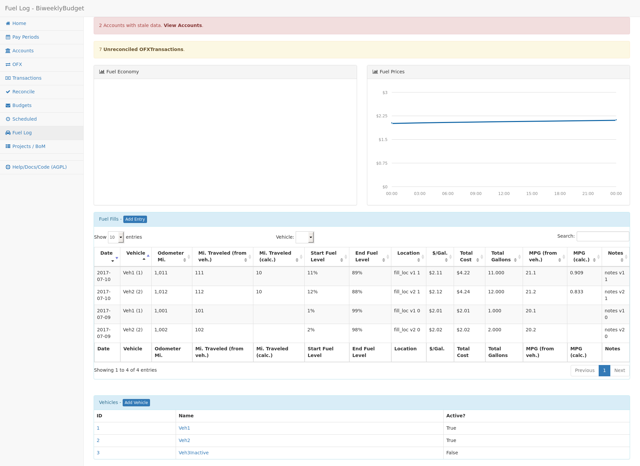 Fuel Log - BiweeklyBudget
Home
Pay Periods
Accounts
OFX
Transactions
Reconcile
Budgets
Scheduled
Fuel Log
Projects / BoM
Help/Docs/Code (AGPL)
2 Accounts with stale data. View Accounts.
7 Unreconciled OFXTransactions.
Fuel Economy
Fuel Prices
$3
$2.25
$1.5
$0.75
$0
00:00 03:00 06:00 09:00 12:00 15:00 18:00 21:00 00:00
Fuel Fills - Add Entry
Show 10 entries Vehicle: Search:
Date Vehicle Odometer Mi. Mi. Traveled (from veh.) Mi. Traveled (calc.) Start Fuel Level End Fuel Level Location $/Gal. Total Cost Total Gallons MPG (from veh.) MPG (calc.) Notes
2017-07-10 Veh1 (1) 1,011 111 10 11% 89% fill_loc v1 1 $2.11 $4.22 11.000 21.1 0.909 notes v1 1
2017-07-10 Veh2 (2) 1,012 112 10 12% 88% fill_loc v2 1 $2.12 $4.24 12.000 21.2 0.833 notes v2 1
2017-07-09 Veh1 (1) 1,001 101 1% 99% fill_loc v1 0 $2.01 $2.01 1.000 20.1 notes v1 0
2017-07-09 Veh2 (2) 1,002 102 2% 98% fill_loc v2 0 $2.02 $2.02 2.000 20.2 notes v2 0
Date Vehicle Odometer Mi. Mi. Traveled (from veh.) Mi. Traveled (calc.) Start Fuel Level End Fuel Level Location $/Gal. Total Cost Total Gallons MPG (from veh.) MPG (calc.) Notes
Showing 1 to 4 of 4 entries
Previous 1 Next
Vehicles - Add Vehicle
ID Name Active?
1 Veh1 True
2 Veh2 True
3 Veh3Inactive False